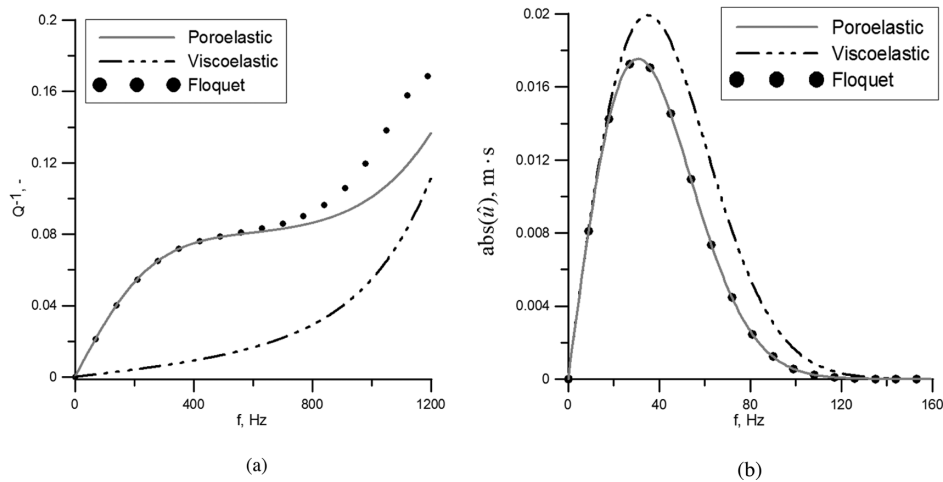 0.2
0.16
0.12
0.08
0.04
0
Q-1, -
Poroelastic
Viscoelastic
Floquet
0 400 800 1200
f, Hz
(a)
0.02
0.016
0.012
0.008
0.004
0
abs(û), m · s
Poroelastic
Viscoelastic
Floquet
0 40 80 120 160
f, Hz
(b)